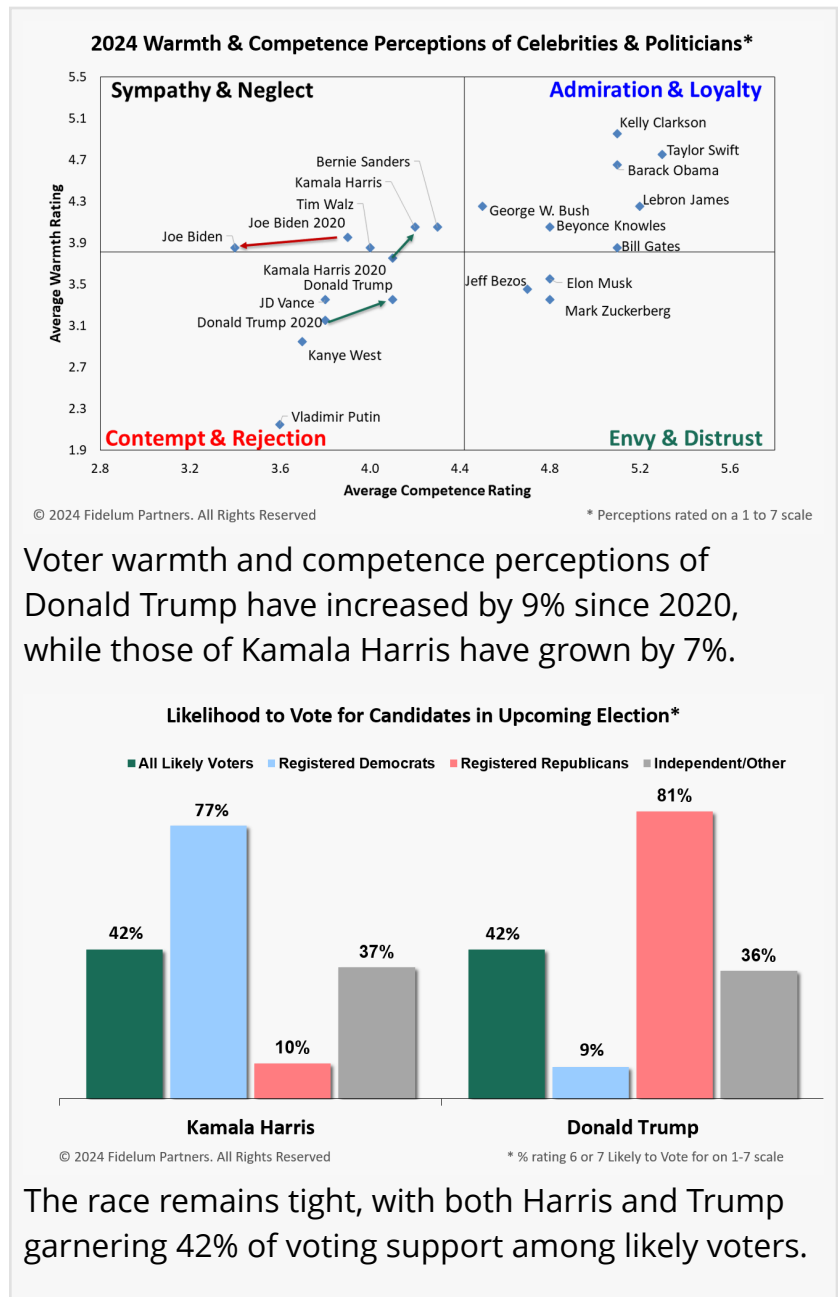 2024 Warmth & Competence Perceptions of Celebrities & Politicians*
5.5
5.1
4.7
4.3
3.9
3.5
3.1
2.7
2.3
1.9
Average Warmth Rating
Sympathy & Neglect
Admiration & Loyalty
Kelly Clarkson
Taylor Swift
Barack Obama
Bernie Sanders
Kamala Harris
Tim Walz
Lebron James
George W. Bush
Joe Biden 2020
Beyonce Knowles
Joe Biden
Bill Gates
Kamala Harris 2020
Donald Trump
Jeff Bezos
Elon Musk
JD Vance
Mark Zuckerberg
Donald Trump 2020
Kanye West
Vladimir Putin
Contempt & Rejection
Envy & Distrust
2.8 3.2 3.6 4.0 4.4 4.8 5.2 5.6
Average Competence Rating
© 2024 Fidelum Partners. All Rights Reserved
* Perceptions rated on a 1 to 7 scale
Voter warmth and competence perceptions of
Donald Trump have increased by 9% since 2020,
while those of Kamala Harris have grown by 7%.
Likelihood to Vote for Candidates in Upcoming Election*
All Likely Voters Registered Democrats Registered Republicans Independent/Other
42%
77%
10%
37%
42%
9%
81%
36%
Kamala Harris
Donald Trump
© 2024 Fidelum Partners. All Rights Reserved
* % rating 6 or 7 Likely to Vote for on 1-7 scale
The race remains tight, with both Harris and Trump
garnering 42% of voting support among likely voters.